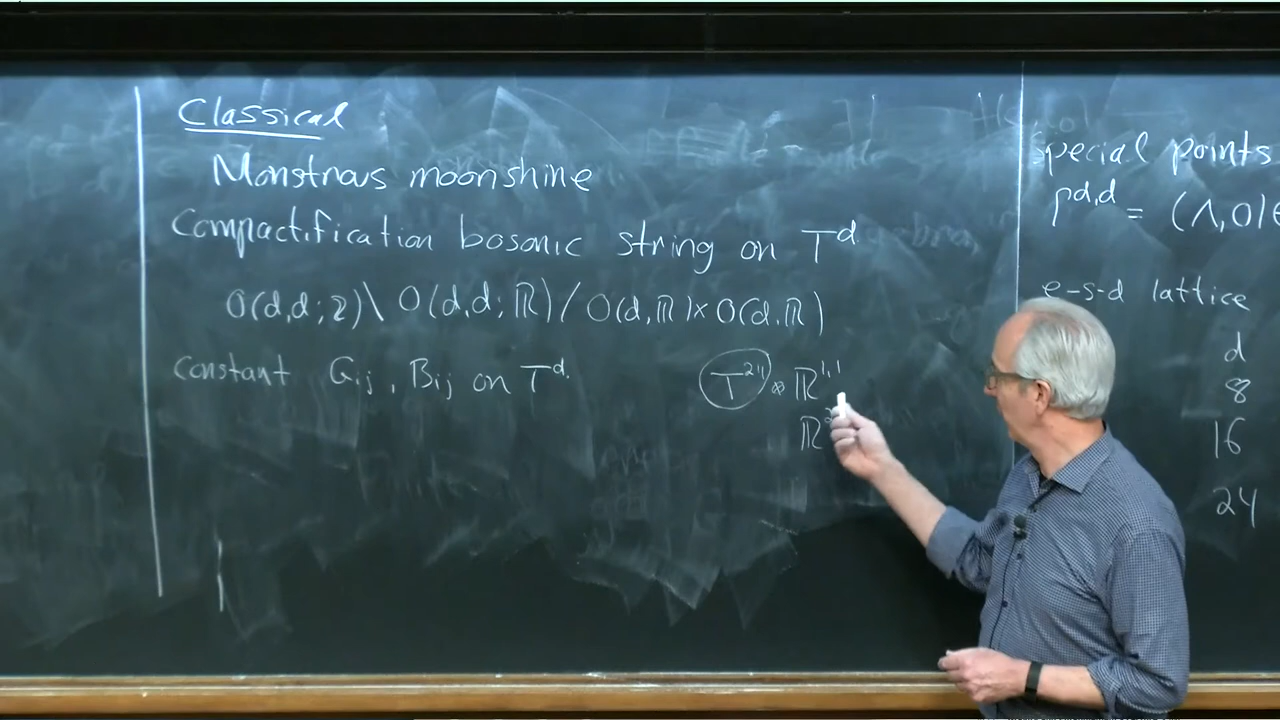 Classical
Monstrous moonshine
Compactification bosonic string on T^d
O(d,d;Z)\ O(d,d;ℝ)/O(d,ℝ)×O(d,ℝ)
Constant G_ij, B_ij on T^d.
T^24 ⊗ ℝ^1,1
ℝ
Special points
Γ^d,d = (Λ,0)
e-s-d lattice
d
8
16
24